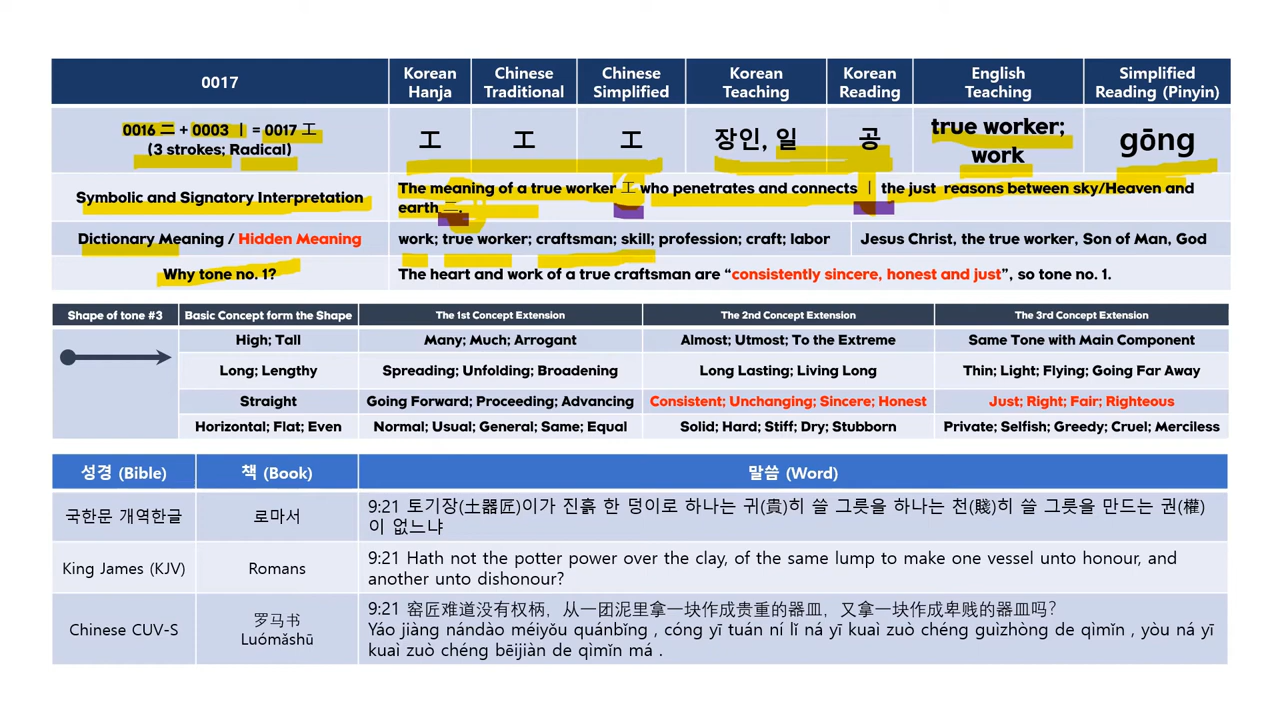 0017
Korean Hanja
Chinese Traditional
Chinese Simplified
Korean Teaching
Korean Reading
English Teaching
Simplified Reading (Pinyin)
0016 二 + 0003 丨 = 0017 工
(3 strokes; Radical)
工
工
工
장인, 일
공
true worker;
work
gōng
Symbolic and Signatory Interpretation
The meaning of a true worker 工 who penetrates and connects 丨 the just reasons between sky/Heaven and
earth 二.
Dictionary Meaning / Hidden Meaning
work; true worker; craftsman; skill; profession; craft; labor
Jesus Christ, the true worker, Son of Man, God
Why tone no. 1?
The heart and work of a true craftsman are “consistently sincere, honest and just”, so tone no. 1.
Shape of tone #3
Basic Concept form the Shape
The 1st Concept Extension
The 2nd Concept Extension
The 3rd Concept Extension
High; Tall
Many; Much; Arrogant
Almost; Utmost; To the Extreme
Same Tone with Main Component
Long; Lengthy
Spreading; Unfolding; Broadening
Long Lasting; Living Long
Thin; Light; Flying; Going Far Away
Straight
Going Forward; Proceeding; Advancing
Consistent; Unchanging; Sincere; Honest
Just; Right; Fair; Righteous
Horizontal; Flat; Even
Normal; Usual; General; Same; Equal
Solid; Hard; Stiff; Dry; Stubborn
Private; Selfish; Greedy; Cruel; Merciless
성경 (Bible)
책 (Book)
말씀 (Word)
국한문 개역한글
로마서
9:21 토기장(土器匠)이가 진흙 한 덩이로 하나는 귀(貴)히 쓸 그릇을 하나는 천(賤)히 쓸 그릇을 만드는 권(權)
이 없느냐
King James (KJV)
Romans
9:21 Hath not the potter power over the clay, of the same lump to make one vessel unto honour, and
another unto dishonour?
Chinese CUV-S
罗马书
Luómǎshū
9:21 窑匠难道没有权柄，从一团泥里拿一块作成贵重的器皿，又拿一块作成卑贱的器皿吗？
Yáo jiàng nándào méiyǒu quánbǐng , cóng yī tuán ní lǐ ná yī kuaì zuò chéng guìzhòng de qìmǐn , yòu ná yī
kuaì zuò chéng bēijiàn de qìmǐn má .